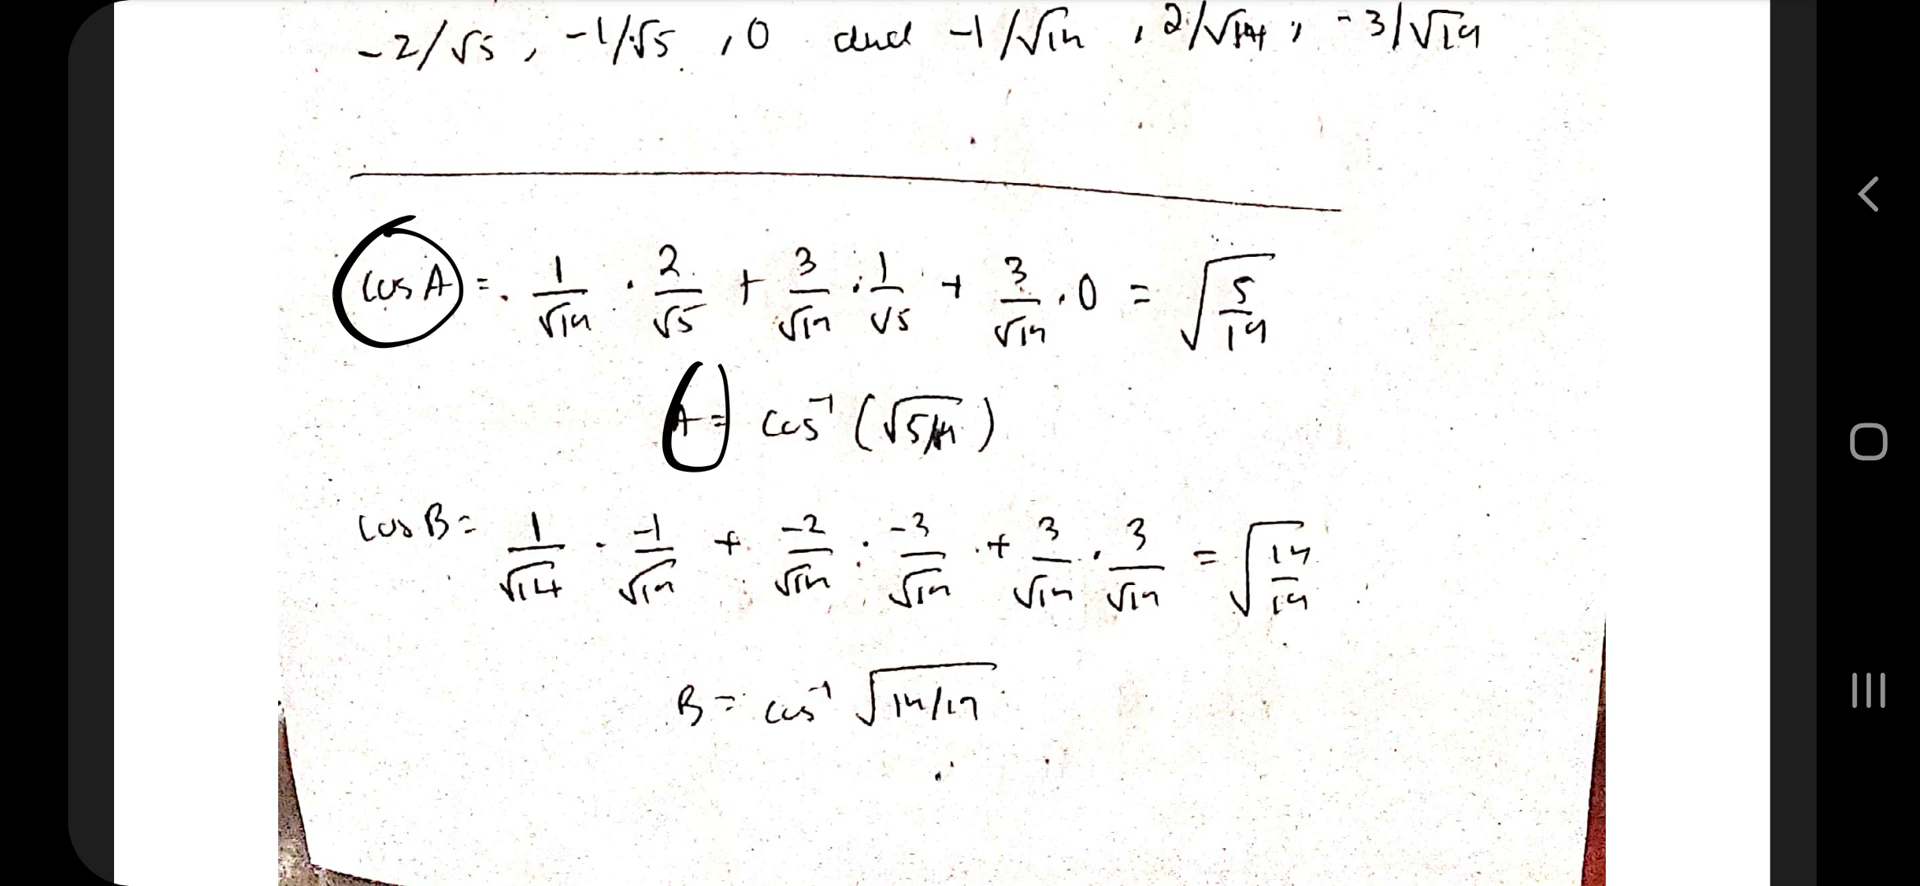 -2/√5 , -1/√5 , 0 and -1/√14 , 2/√14 , -3/√14
cos A = 1/√14 · 2/√5 + 3/√14 · 1/√5 + 3/√14 · 0 = √(5/14)
A = cos⁻¹ (√5/14)
cos B = 1/√14 · -1/√14 + -2/√14 · -3/√14 + 3/√14 · 3/√14 = √(14/14)
B = cos⁻¹ √14/17